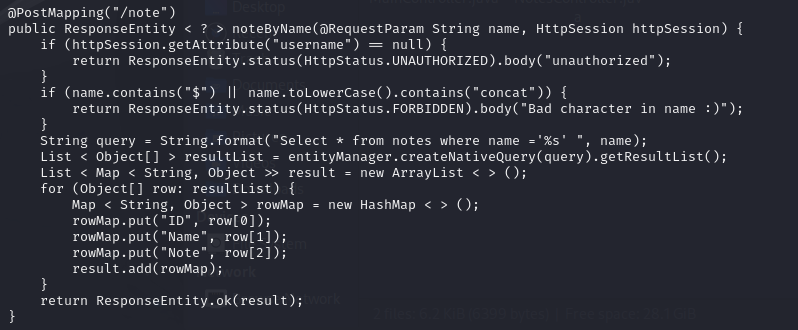 @PostMapping("/note")
public ResponseEntity < ? > noteByName(@RequestParam String name, HttpSession httpSession) {
    if (httpSession.getAttribute("username") == null) {
        return ResponseEntity.status(HttpStatus.UNAUTHORIZED).body("unauthorized");
    }
    if (name.contains("$") || name.toLowerCase().contains("concat")) {
        return ResponseEntity.status(HttpStatus.FORBIDDEN).body("Bad character in name :)");
    }
    String query = String.format("Select * from notes where name ='%s' ", name);
    List < Object[] > resultList = entityManager.createNativeQuery(query).getResultList();
    List < Map < String, Object >> result = new ArrayList < > ();
    for (Object[] row: resultList) {
        Map < String, Object > rowMap = new HashMap < > ();
        rowMap.put("ID", row[0]);
        rowMap.put("Name", row[1]);
        rowMap.put("Note", row[2]);
        result.add(rowMap);
    }
    return ResponseEntity.ok(result);
}